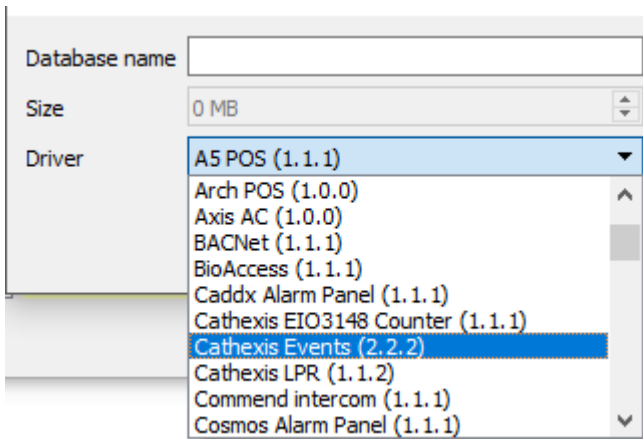 Database name
Size 0 MB
Driver A5 POS (1.1.1)
Arch POS (1.0.0)
Axis AC (1.0.0)
BACNet (1.1.1)
BioAccess (1.1.1)
Caddx Alarm Panel (1.1.1)
Cathexis EIO3148 Counter (1.1.1)
Cathexis Events (2.2.2)
Cathexis LPR (1.1.2)
Commend intercom (1.1.1)
Cosmos Alarm Panel (1.1.1)